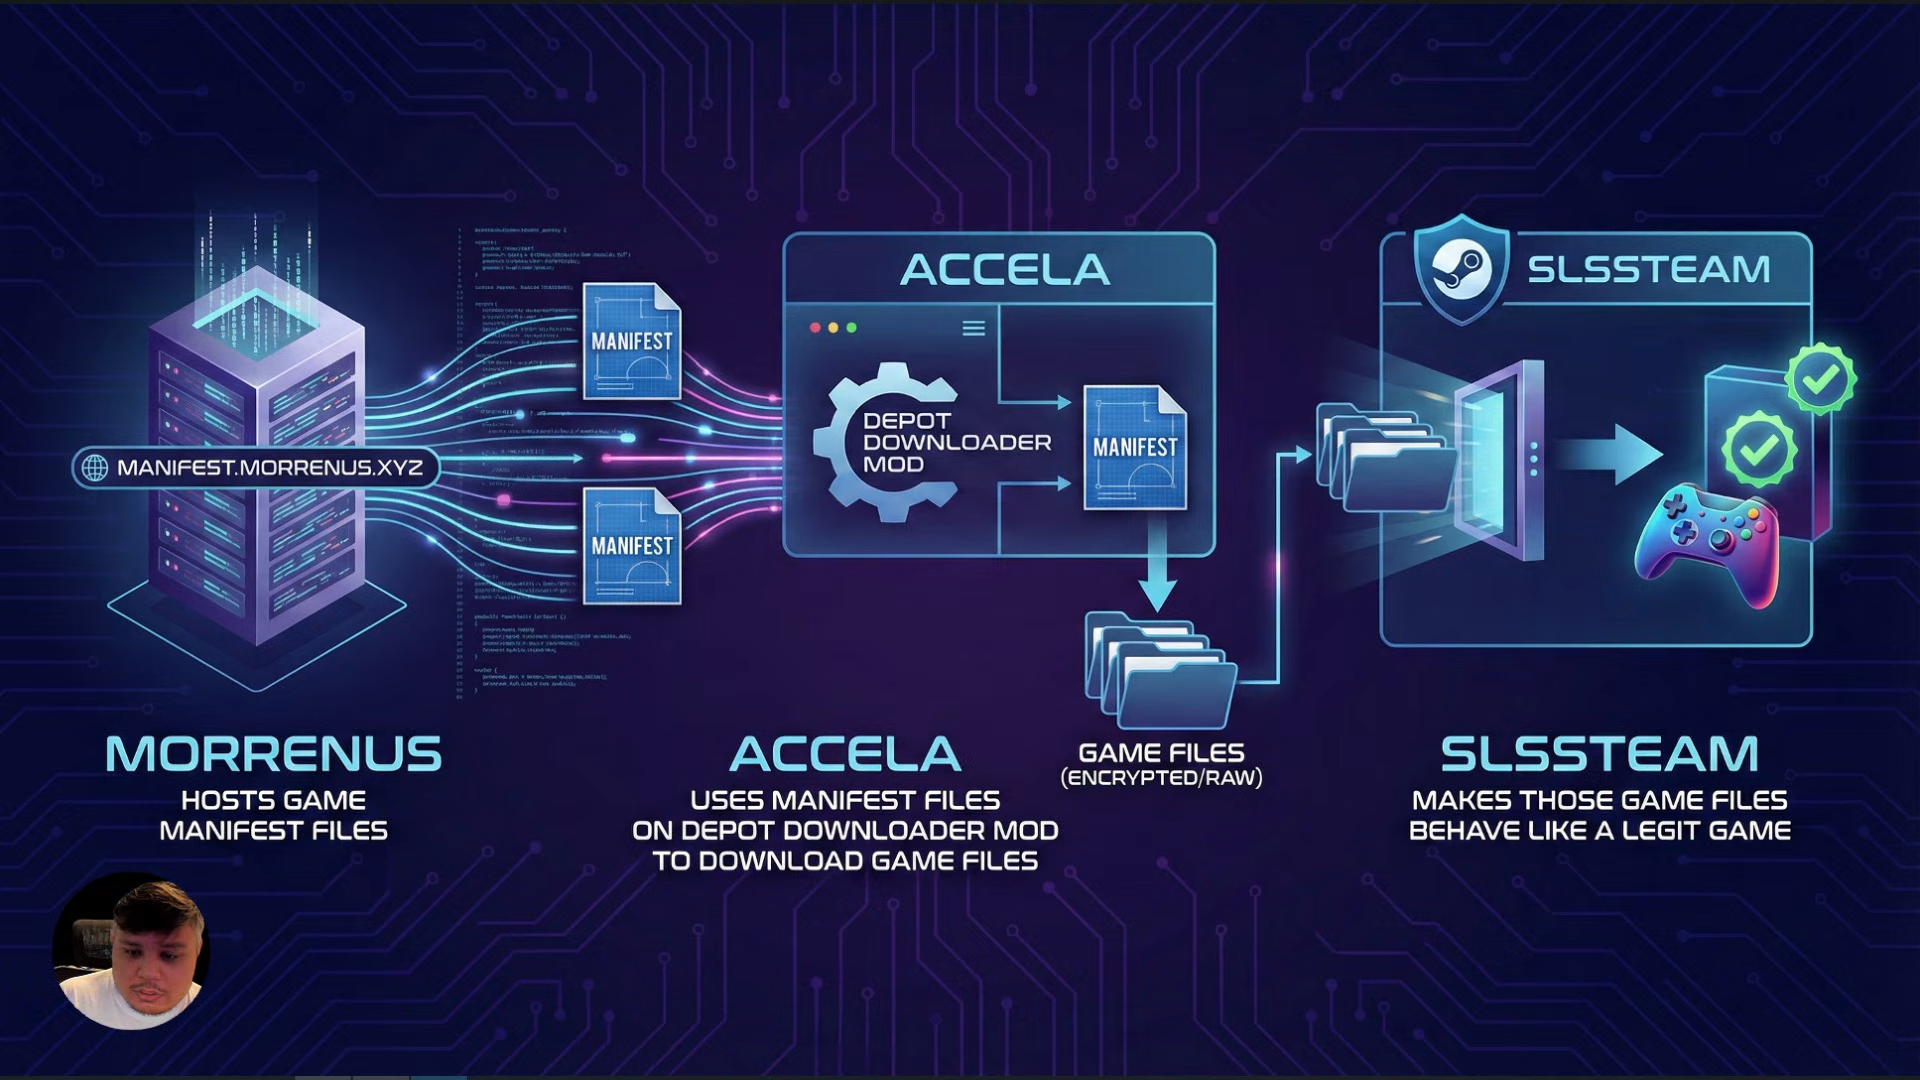 MANIFEST.MORRENUS.XYZ
MANIFEST
MANIFEST
ACCELA
DEPOT
DOWNLOADER
MOD
MANIFEST
SLSSTEAM
MORRENUS
HOSTS GAME
MANIFEST FILES
ACCELA
USES MANIFEST FILES
ON DEPOT DOWNLOADER MOD
TO DOWNLOAD GAME FILES
GAME FILES
(ENCRYPTED/RAW)
SLSSTEAM
MAKES THOSE GAME FILES
BEHAVE LIKE A LEGIT GAME